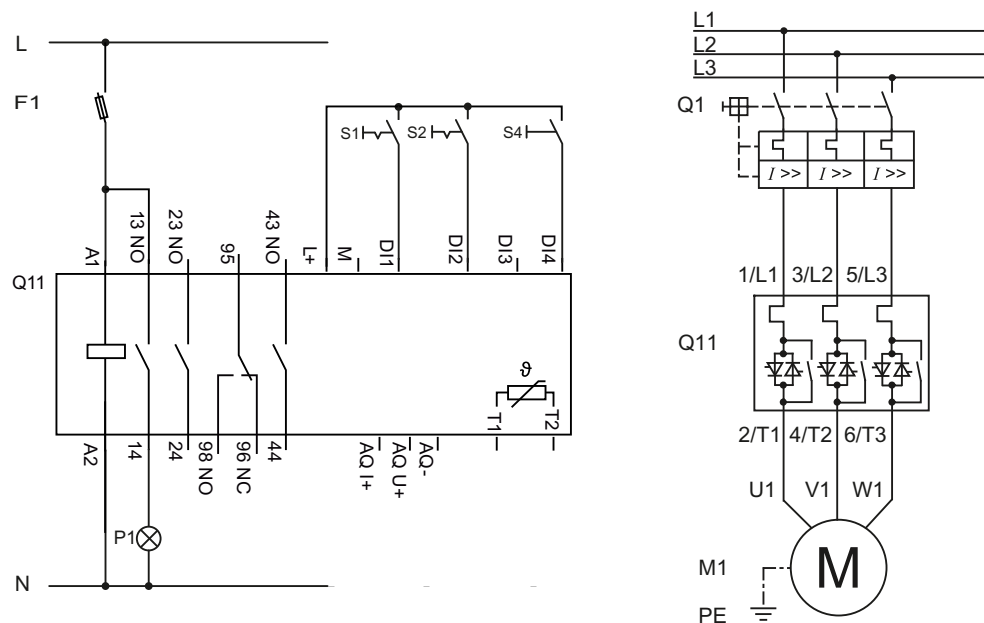 L
F1
S1
S2
S4
A1
13 NO
23 NO
95
43 NO
L+
M
DI1
DI2
DI3
DI4
Q11
ϑ
T1
T2
A2
14
24
98 NO
96 NC
44
AQ I+
AQ U+
AQ-
P1
N
L1
L2
L3
Q1
I >>
I >>
I >>
1/L1
3/L2
5/L3
Q11
2/T1
4/T2
6/T3
U1
V1
W1
M
M1
PE